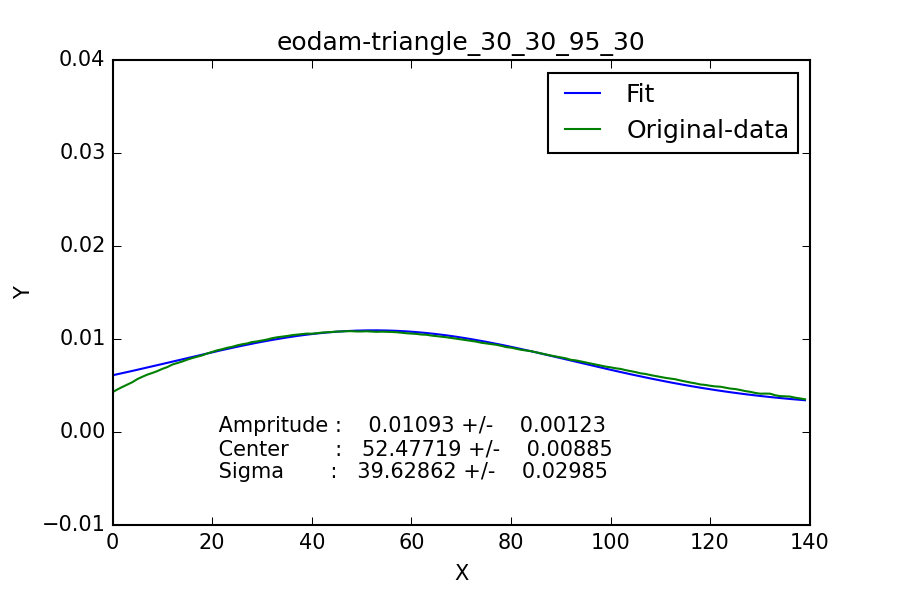 eodam-triangle_30_30_95_30
0.04
Fit
Original-data
0.03
0.02
Y
0.01
0.00
Ampritude : 0.01093 +/- 0.00123
Center : 52.47719 +/- 0.00885
Sigma : 39.62862 +/- 0.02985
−0.01
0 20 40 60 80 100 120 140
X